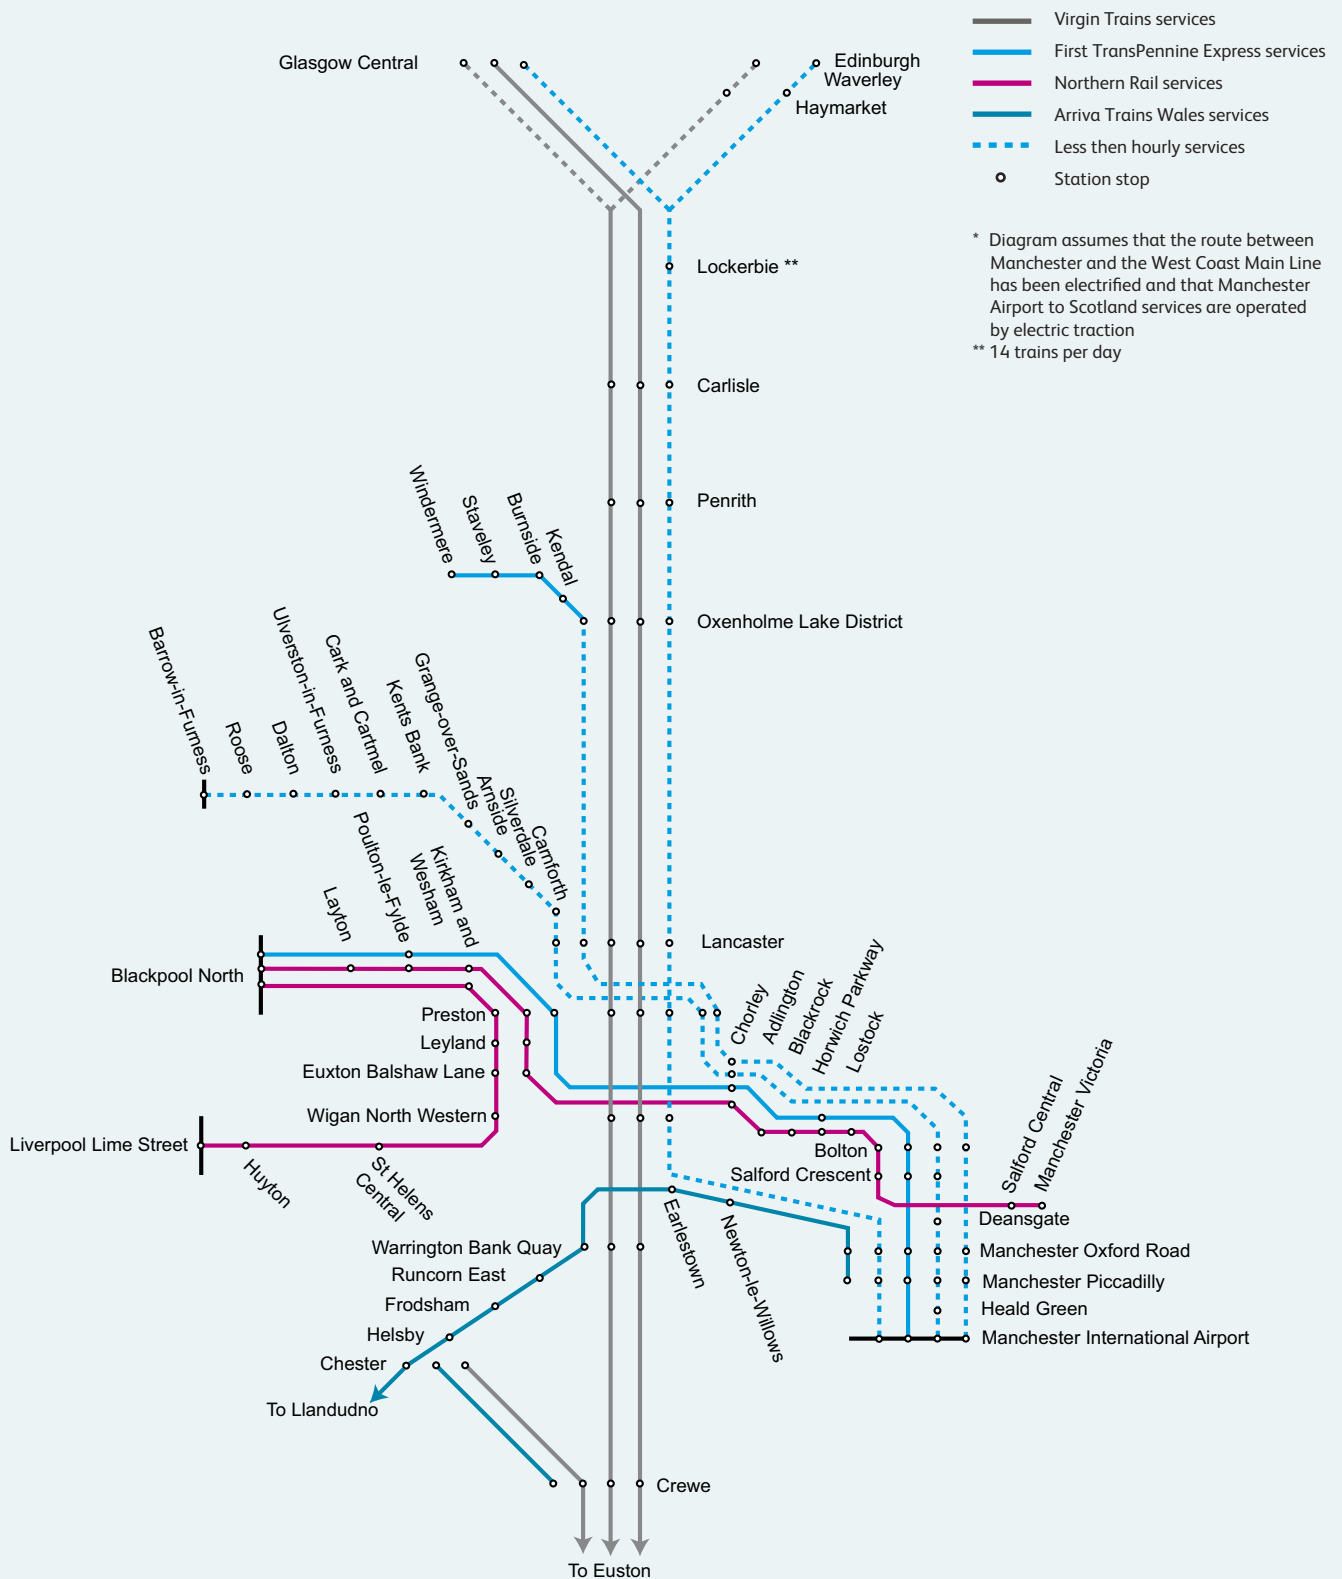 Virgin Trains services
First TransPennine Express services
Northern Rail services
Arriva Trains Wales services
Less then hourly services
Station stop
* Diagram assumes that the route between
Manchester and the West Coast Main Line
has been electrified and that Manchester
Airport to Scotland services are operated
by electric traction
** 14 trains per day
Glasgow Central
Edinburgh
Waverley
Haymarket
Lockerbie **
Carlisle
Penrith
Windermere
Staveley
Burnside
Kendal
Oxenholme Lake District
Barrow-in-Furness
Roose
Dalton
Ulverston-in-Furness
Cark and Cartmel
Kents Bank
Grange-over-Sands
Arnside
Silverdale
Carnforth
Lancaster
Layton
Poulton-le-Fylde
Kirkham and
Wesham
Blackpool North
Preston
Leyland
Euxton Balshaw Lane
Wigan North Western
Liverpool Lime Street
Huyton
St Helens
Central
Chorley
Adlington
Blackrock
Horwich Parkway
Lostock
Bolton
Salford Crescent
Salford Central
Manchester Victoria
Deansgate
Manchester Oxford Road
Manchester Piccadilly
Heald Green
Manchester International Airport
Earlestown
Newton-le-Willows
Warrington Bank Quay
Runcorn East
Frodsham
Helsby
Chester
To Llandudno
Crewe
To Euston